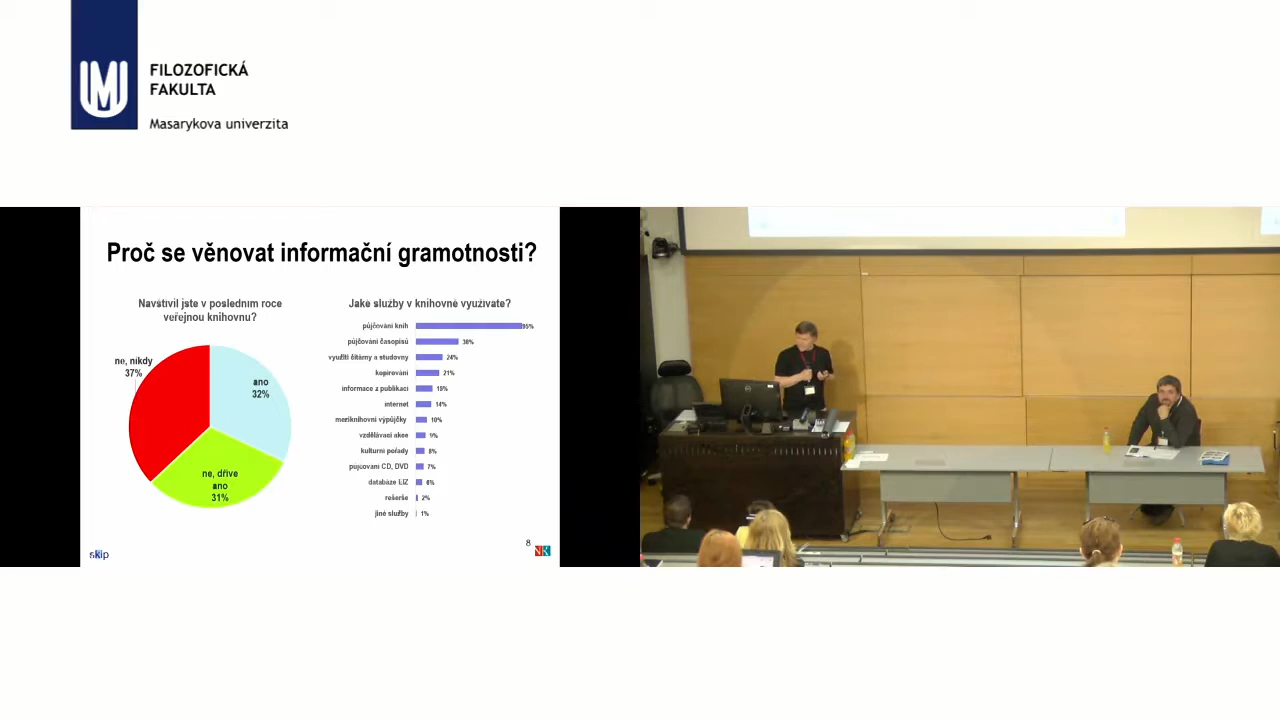 FILOZOFICKÁ
FAKULTA
Masarykova univerzita
Proč se věnovat informační gramotnosti?
Navštívil jste v posledním roce
veřejnou knihovnu?
ne, nikdy
37%
ano
32%
ne, dříve
ano
31%
Jaké služby v knihovně využíváte?
půjčování knih 95%
půjčování časopisů 38%
využití čítárny a studovny 24%
kopírování 21%
informace z publikací 15%
internet 14%
meziknihovní výpůjčky 10%
vzdělávací akce 9%
kulturní pořady 8%
půjčování CD, DVD 7%
databáze 6%
rešerše 2%
jiné služby 1%
skip
8